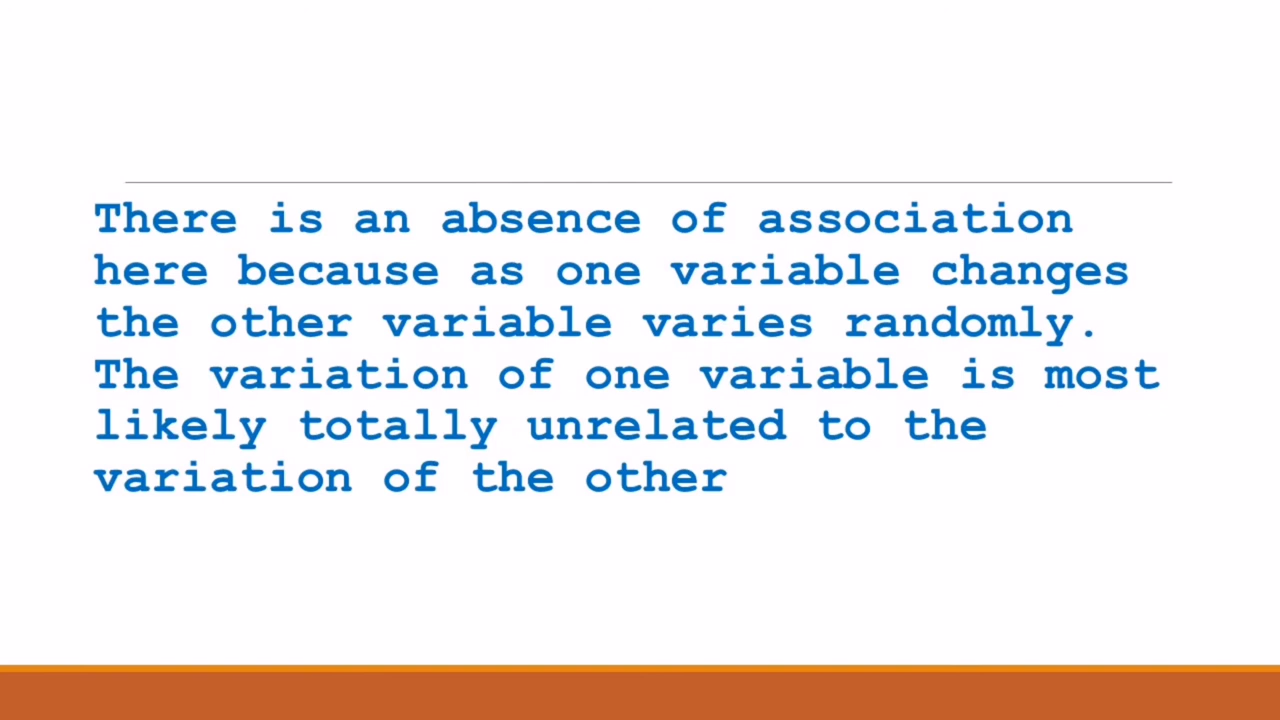 There is an absence of association
here because as one variable changes
the other variable varies randomly.
The variation of one variable is most
likely totally unrelated to the
variation of the other